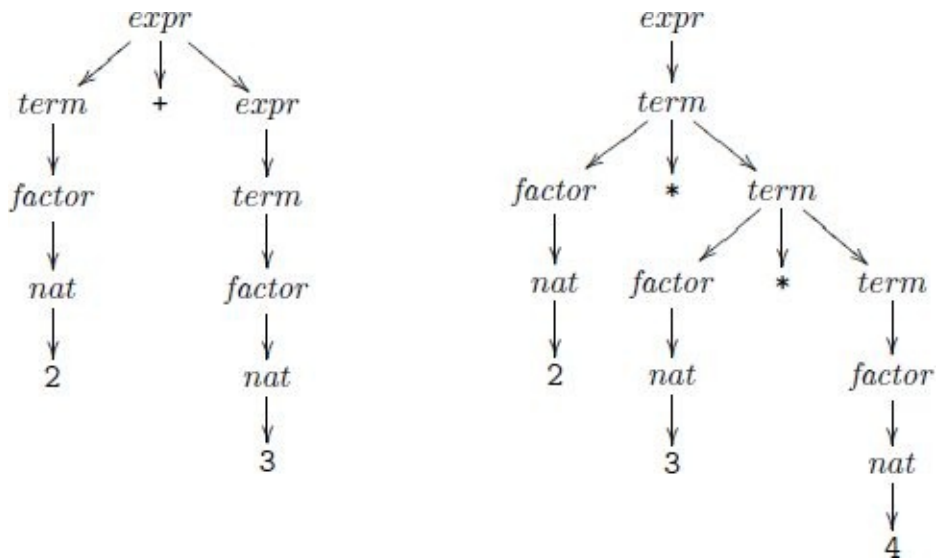 expr expr
term + expr term
factor term factor * term
nat factor nat factor * term
2 nat 2 nat factor
3 3 nat
4